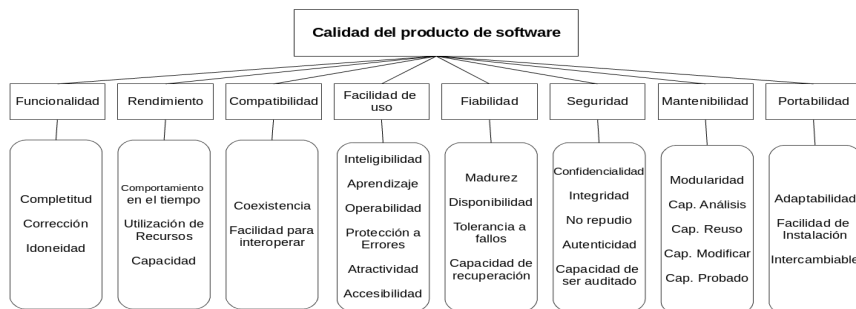 Calidad del producto de software
Funcionalidad
Rendimiento
Compatibilidad
Facilidad de
uso
Fiabilidad
Seguridad
Mantenibilidad
Portabilidad
Completitud
Corrección
Idoneidad
Comportamiento
en el tiempo
Utilización de
Recursos
Capacidad
Coexistencia
Facilidad para
interoperar
Inteligibilidad
Aprendizaje
Operabilidad
Protección a
Errores
Atractividad
Accesibilidad
Madurez
Disponibilidad
Tolerancia a
fallos
Capacidad de
recuperación
Confidencialidad
Integridad
No repudio
Autenticidad
Capacidad de
ser auditado
Modularidad
Cap. Análisis
Cap. Reuso
Cap. Modificar
Cap. Probado
Adaptabilidad
Facilidad de
Instalación
Intercambiable